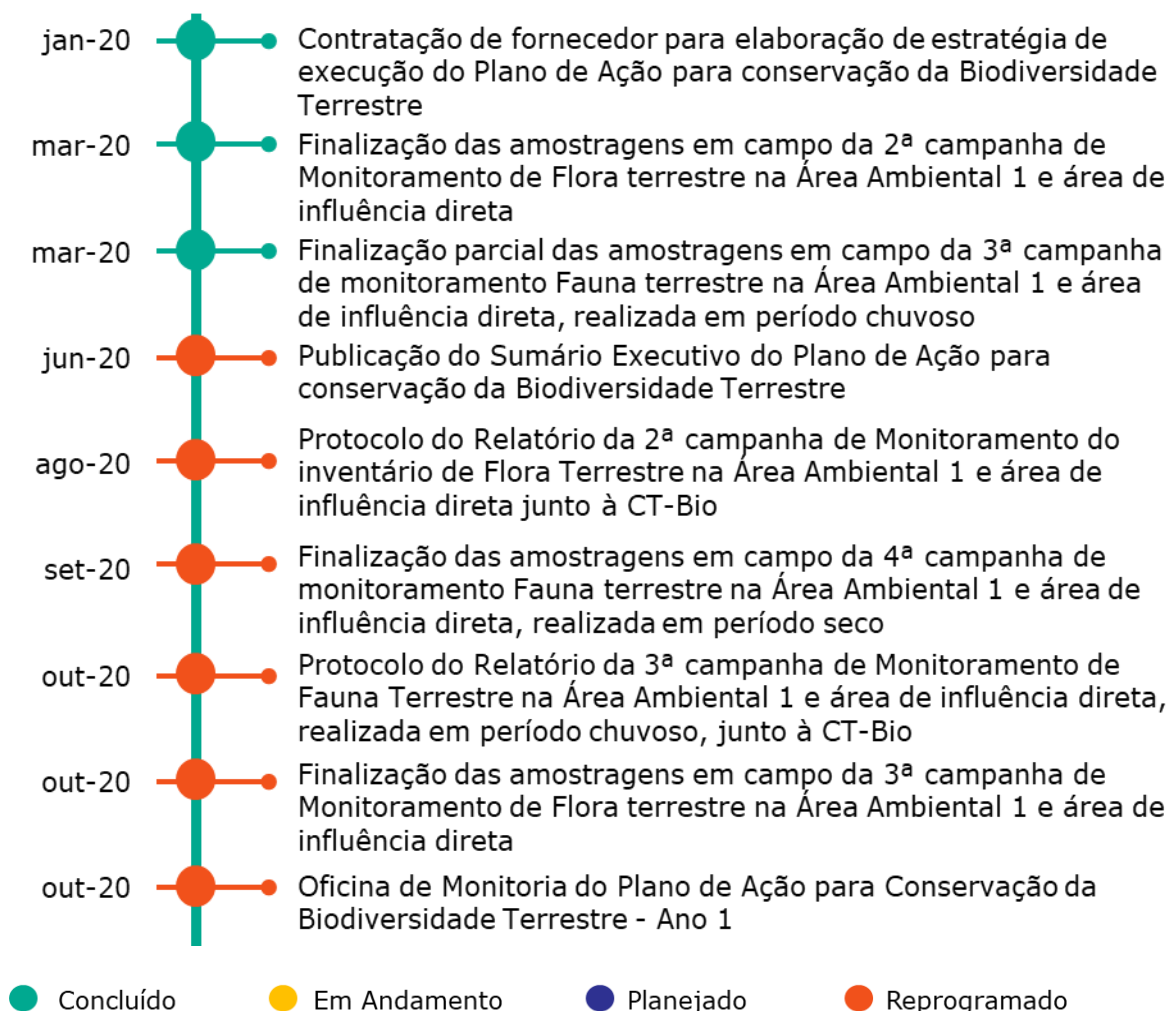 jan-20 Contratação de fornecedor para elaboração de estratégia de
execução do Plano de Ação para conservação da Biodiversidade
Terrestre
mar-20 Finalização das amostragens em campo da 2ª campanha de
Monitoramento de Flora terrestre na Área Ambiental 1 e área de
influência direta
mar-20 Finalização parcial das amostragens em campo da 3ª campanha
de monitoramento Fauna terrestre na Área Ambiental 1 e área
de influência direta, realizada em período chuvoso
jun-20 Publicação do Sumário Executivo do Plano de Ação para
conservação da Biodiversidade Terrestre
ago-20 Protocolo do Relatório da 2ª campanha de Monitoramento do
inventário de Flora Terrestre na Área Ambiental 1 e área de
influência direta junto à CT-Bio
set-20 Finalização das amostragens em campo da 4ª campanha de
monitoramento Fauna terrestre na Área Ambiental 1 e área de
influência direta, realizada em período seco
out-20 Protocolo do Relatório da 3ª campanha de Monitoramento de
Fauna Terrestre na Área Ambiental 1 e área de influência direta,
realizada em período chuvoso, junto à CT-Bio
out-20 Finalização das amostragens em campo da 3ª campanha de
Monitoramento de Flora terrestre na Área Ambiental 1 e área de
influência direta
out-20 Oficina de Monitoria do Plano de Ação para Conservação da
Biodiversidade Terrestre - Ano 1
Concluído Em Andamento Planejado Reprogramado